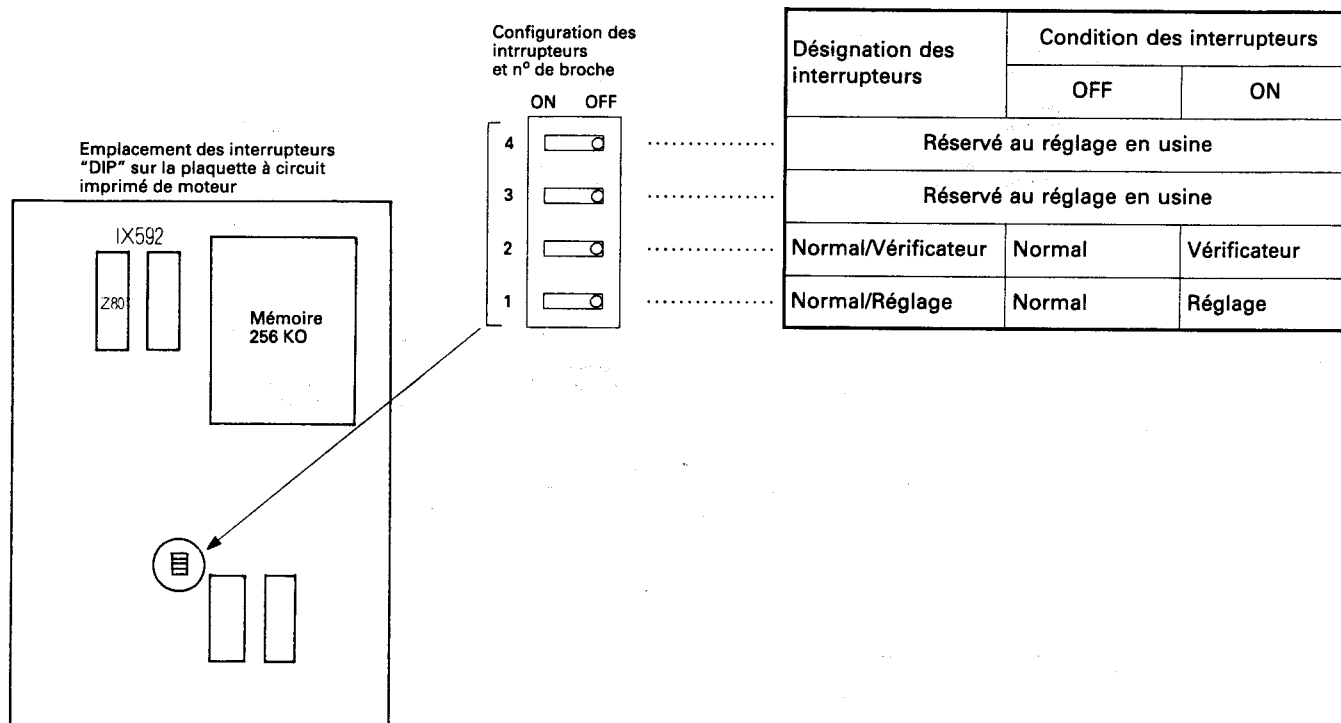 Configuration des
intrrupteurs
et nº de broche
ON OFF
4
3
2
1
Désignation des
interrupteurs
Condition des interrupteurs
OFF ON
Réservé au réglage en usine
Réservé au réglage en usine
Normal/Vérificateur Normal Vérificateur
Normal/Réglage Normal Réglage
Emplacement des interrupteurs
"DIP" sur la plaquette à circuit
imprimé de moteur
IX592
Z80
Mémoire
256 KO